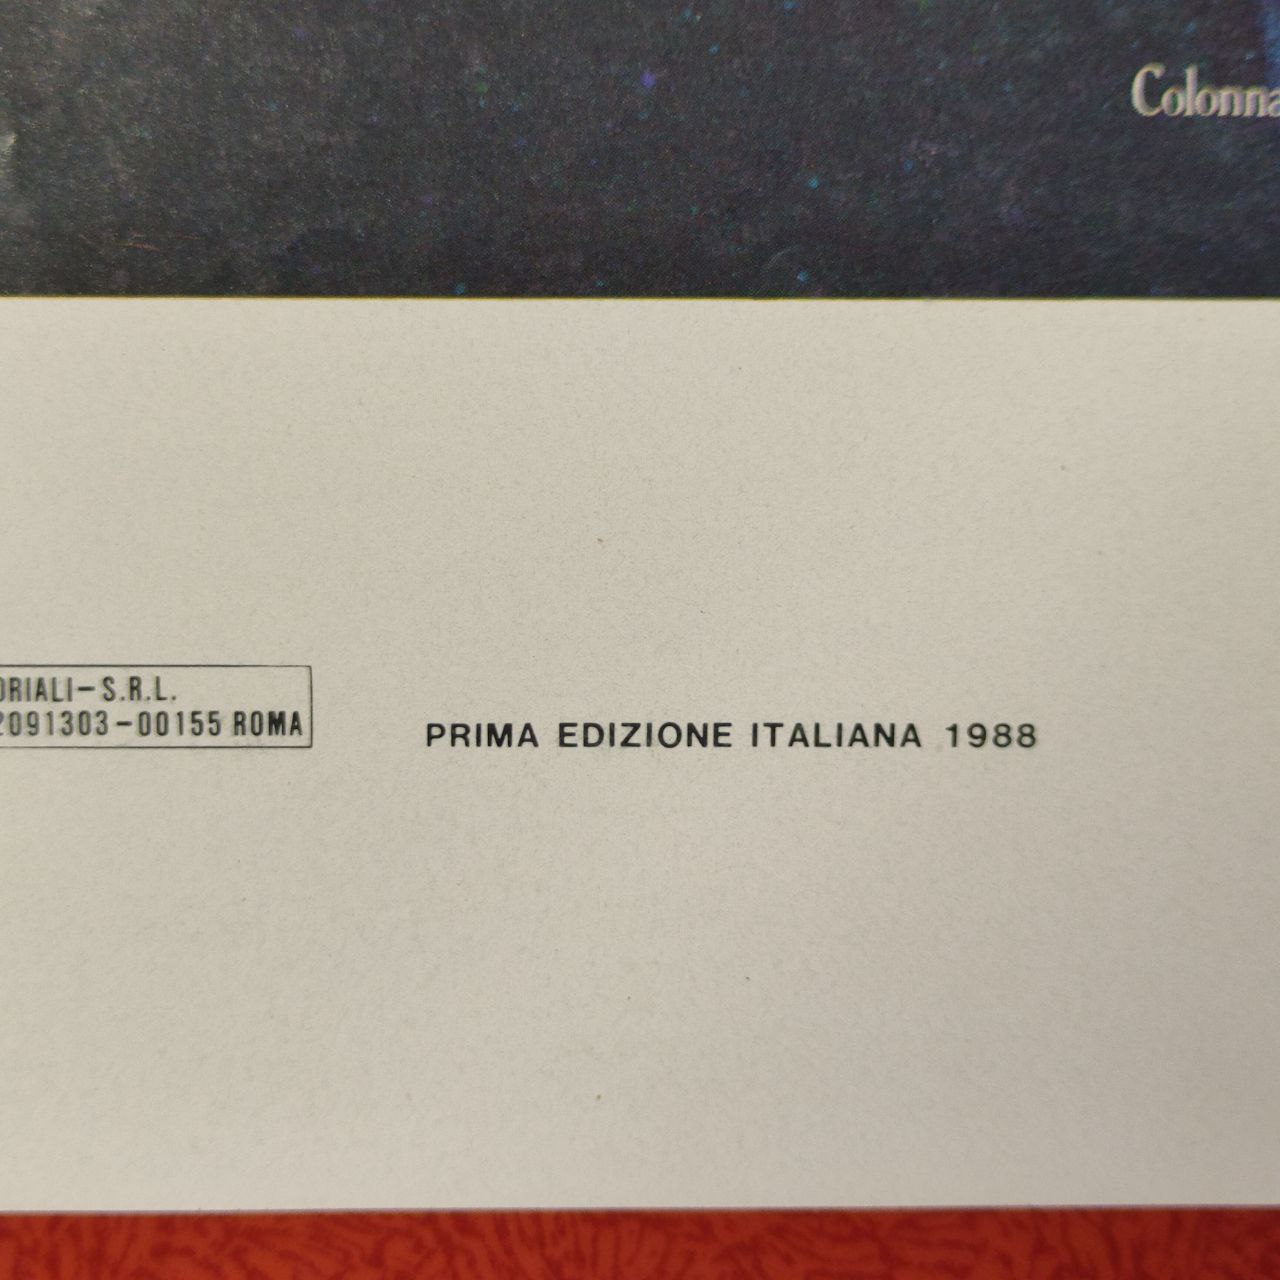 Colonna
ORIALI-S.R.L.
2091303-00155 ROMA
PRIMA EDIZIONE ITALIANA 1988